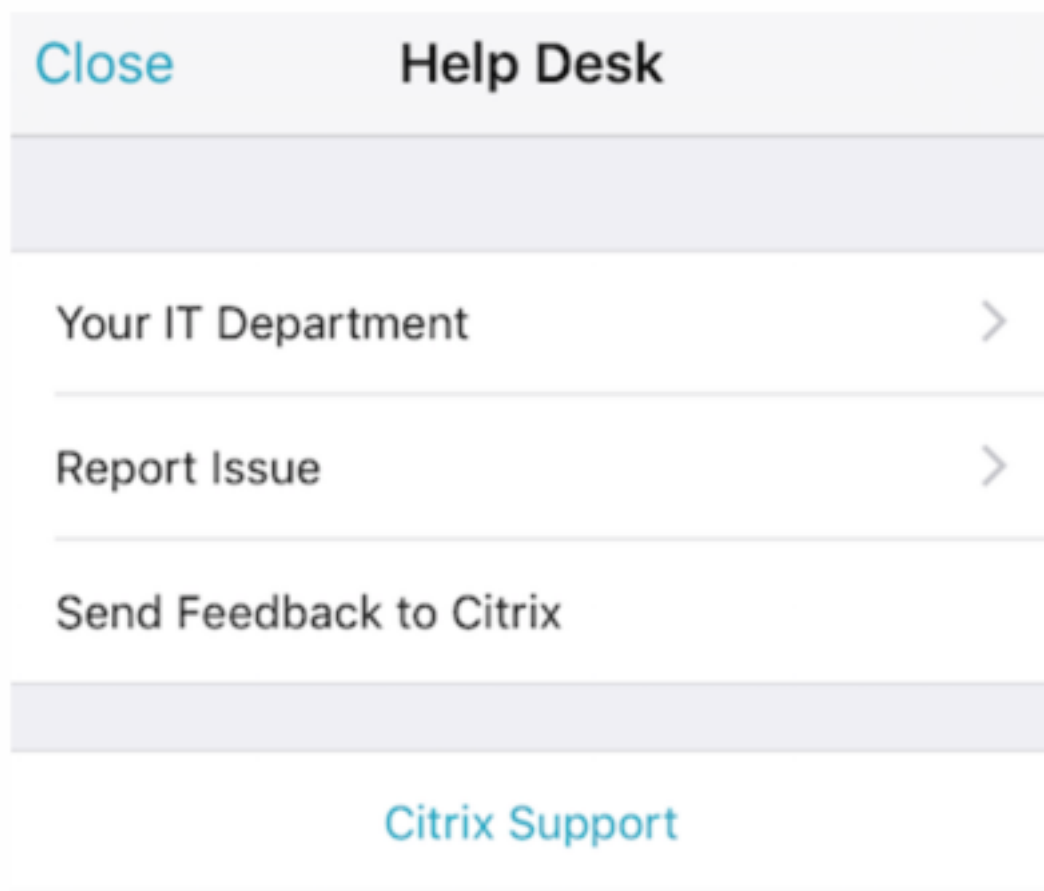 Close
Help Desk
Your IT Department
Report Issue
Send Feedback to Citrix
Citrix Support